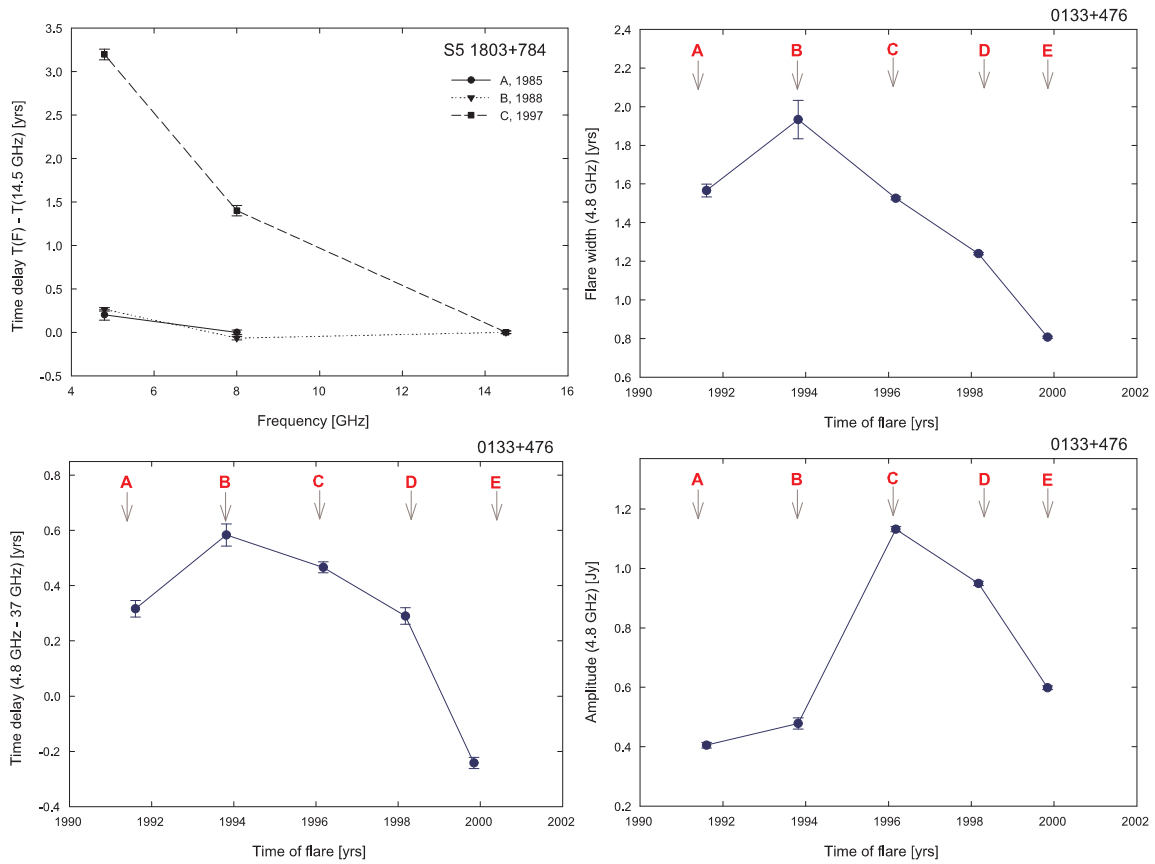 S5 1803+784
A, 1985
B, 1988
C, 1997
3.5
3.0
2.5
2.0
1.5
1.0
0.5
0.0
-0.5
Time delay T(F) - T(14.5 GHz) [yrs]
4 6 8 10 12 14 16
Frequency [GHz]
0133+476
A B C D E
2.4
2.2
2.0
1.8
1.6
1.4
1.2
1.0
0.8
0.6
Flare width (4.8 GHz) [yrs]
1990 1992 1994 1996 1998 2000 2002
Time of flare [yrs]
0133+476
A B C D E
0.8
0.6
0.4
0.2
0.0
-0.2
-0.4
Time delay (4.8 GHz - 37 GHz) [yrs]
1990 1992 1994 1996 1998 2000 2002
Time of flare [yrs]
0133+476
A B C D E
1.2
1.0
0.8
0.6
0.4
0.2
Amplitude (4.8 GHz) [Jy]
1990 1992 1994 1996 1998 2000 2002
Time of flare [yrs]